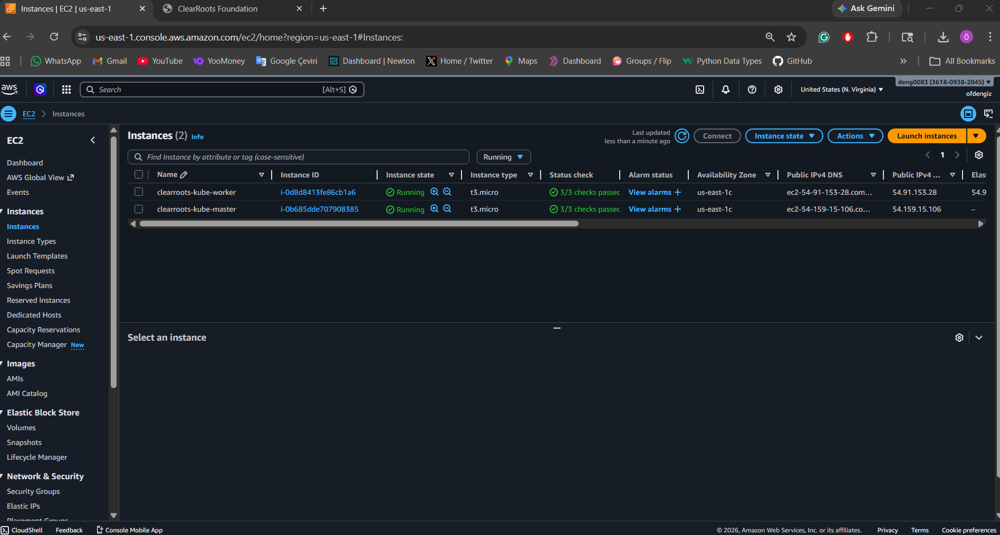 Instances | EC2 | us-east-1
ClearRoots Foundation
Ask Gemini
us-east-1.console.aws.amazon.com/ec2/home?region=us-east-1#Instances:
Ö
WhatsApp Gmail YouTube YooMoney Google Çeviri Dashboard | Newton Home / Twitter Maps Dashboard Groups / Flip Python Data Types GitHub » All Bookmarks
aws
Search [Alt+S]
United States (N. Virginia)
deng0083 (3618-0938-2045)
ofdengiz
EC2 Instances
EC2
Dashboard
AWS Global View
Events
Instances
Instances
Instance Types
Launch Templates
Spot Requests
Savings Plans
Reserved Instances
Dedicated Hosts
Capacity Reservations
Capacity Manager New
Images
AMIs
AMI Catalog
Elastic Block Store
Volumes
Snapshots
Lifecycle Manager
Network & Security
Security Groups
Elastic IPs
Placement Groups
Instances (2) Info
Last updated
less than a minute ago
Connect Instance state Actions Launch instances
Find Instance by attribute or tag (case-sensitive)
Running
1
Name Instance ID Instance state Instance type Status check Alarm status Availability Zone Public IPv4 DNS Public IPv4 ... Elas
clearroots-kube-worker i-0d8d8413fe86cb1a6 Running t3.micro 3/3 checks passec View alarms + us-east-1c ec2-54-91-153-28.com... 54.91.153.28 54.9
clearroots-kube-master i-0b685dde707908385 Running t3.micro 3/3 checks passec View alarms + us-east-1c ec2-54-159-15-106.co... 54.159.15.106 –
Select an instance
CloudShell Feedback Console Mobile App
© 2026, Amazon Web Services, Inc. or its affiliates. Privacy Terms Cookie preferences